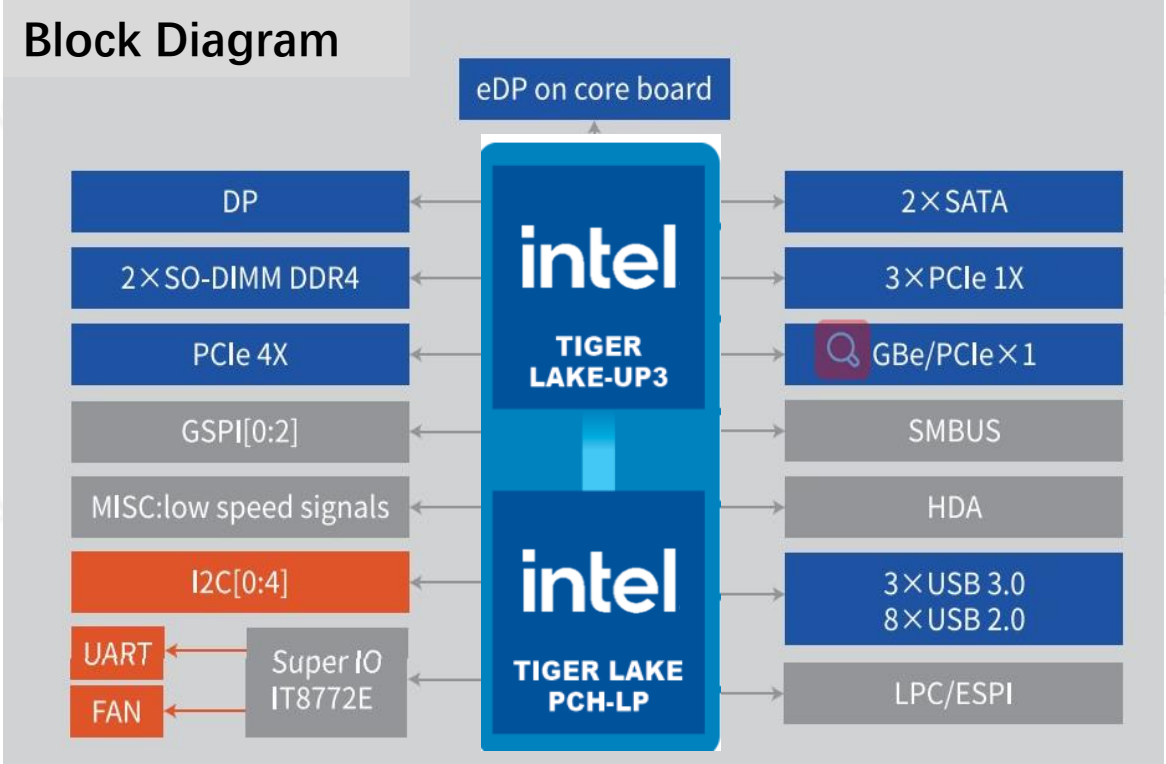 Block Diagram
eDP on core board
DP
2×SO-DIMM DDR4
PCIe 4X
GSPI[0:2]
MISC:low speed signals
I2C[0:4]
UART
FAN
Super IO
IT8772E
intel
TIGER
LAKE-UP3
intel
TIGER LAKE
PCH-LP
2×SATA
3×PCIe 1X
GBe/PCIe×1
SMBUS
HDA
3×USB 3.0
8×USB 2.0
LPC/ESPI